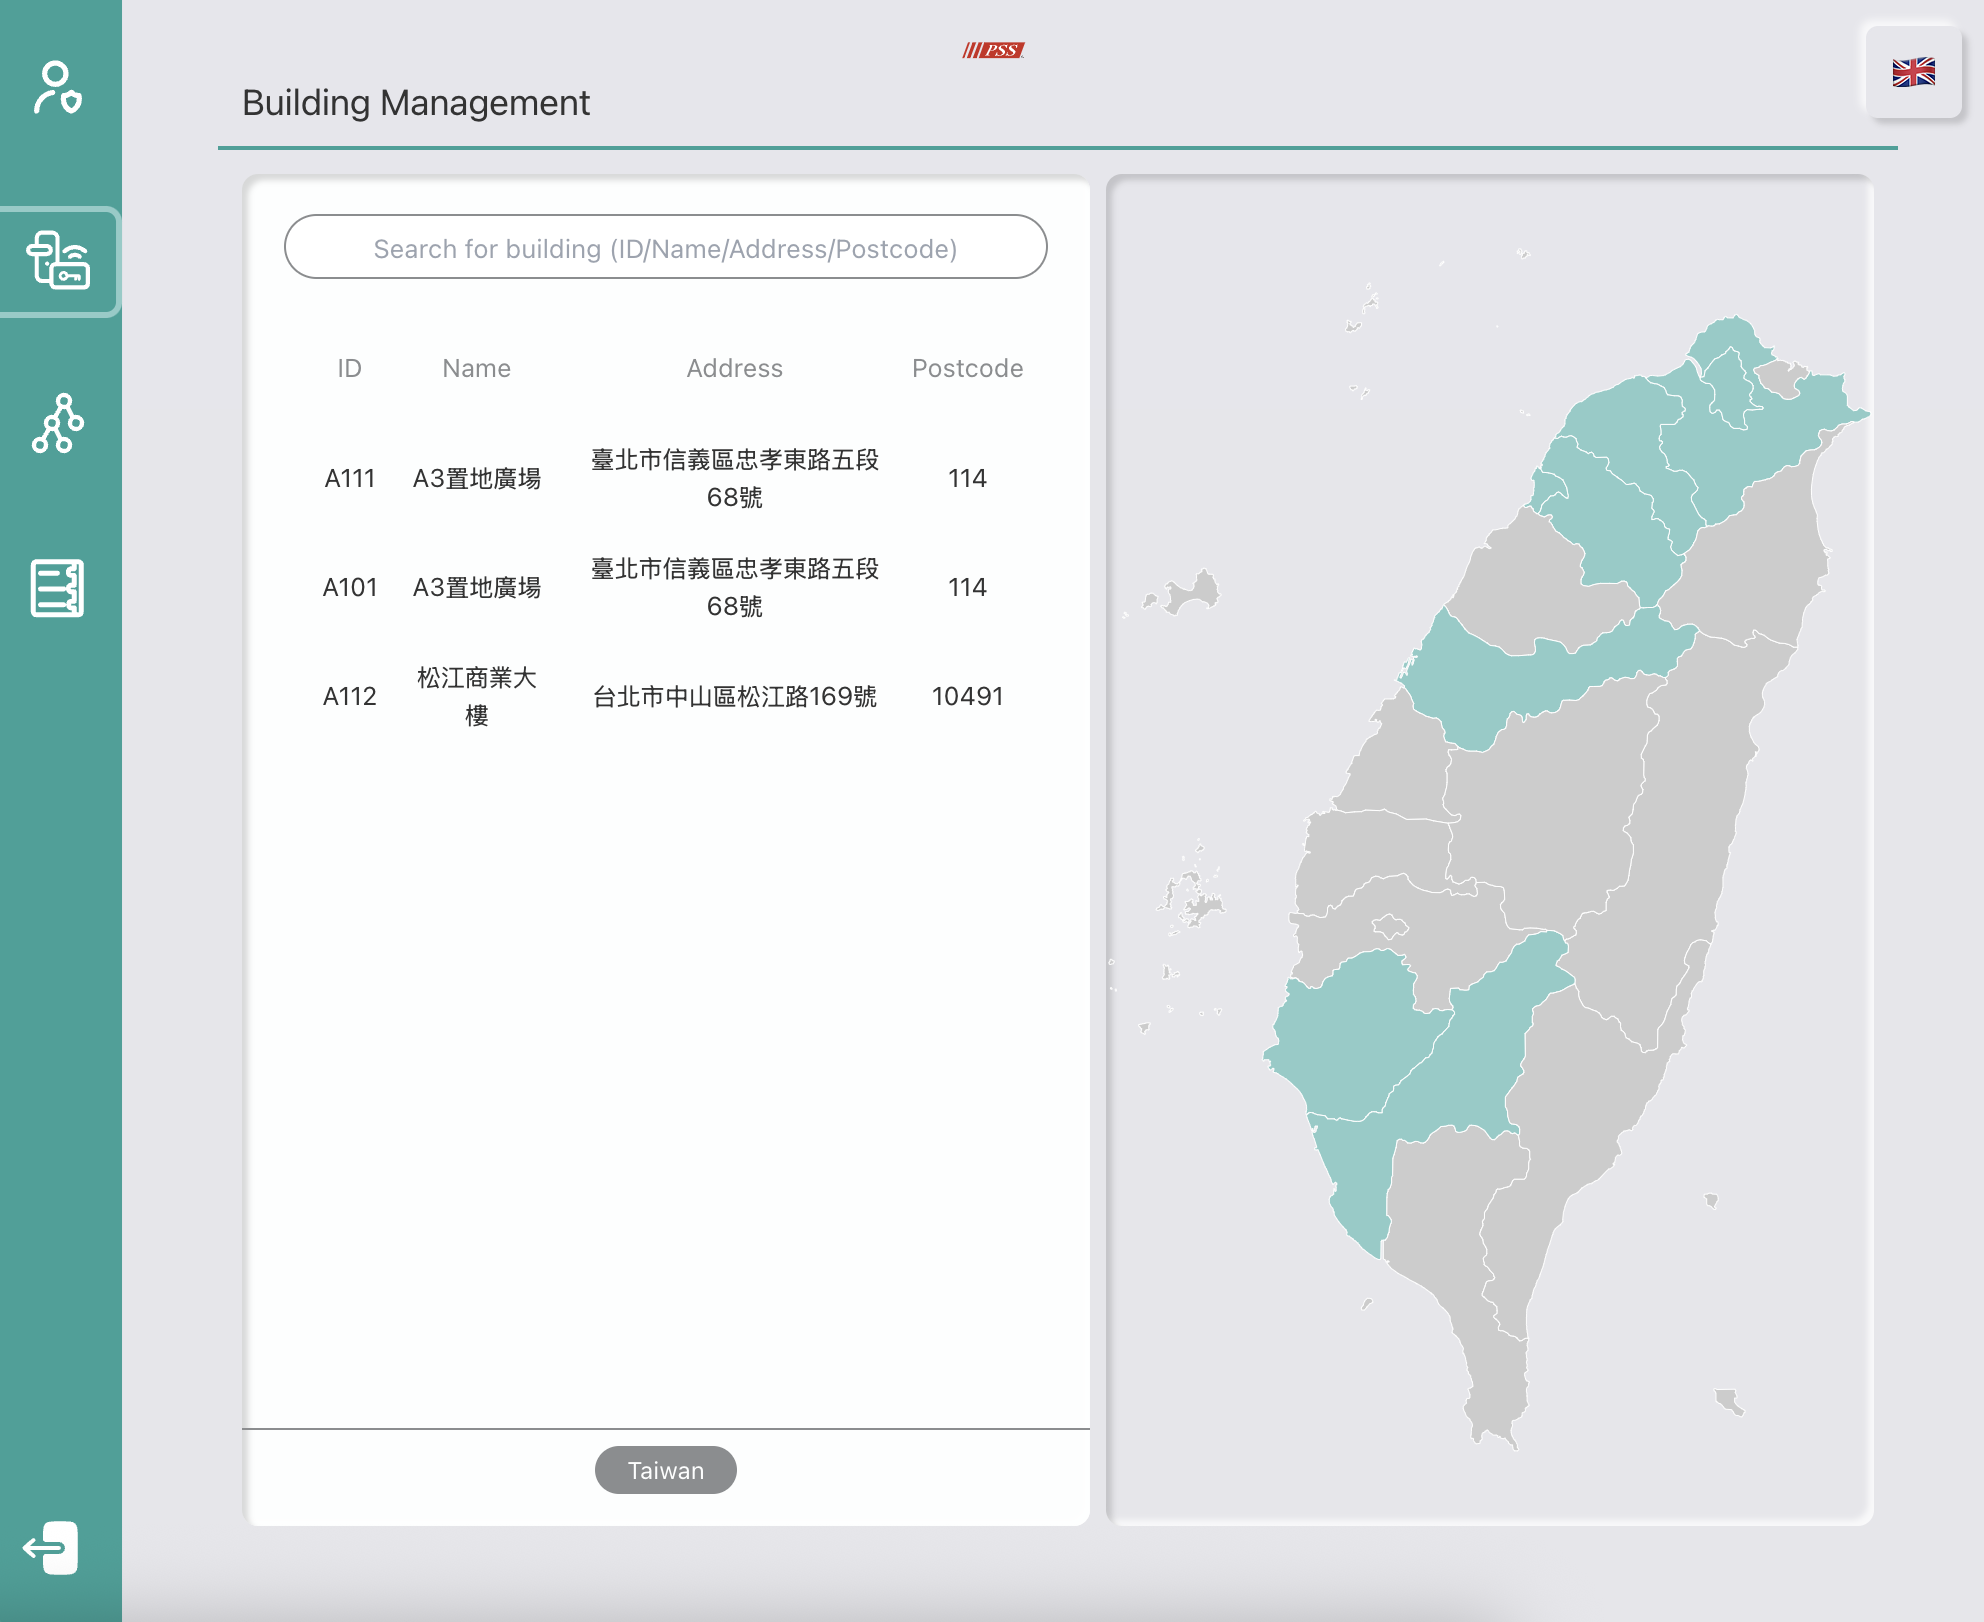 PSS
Building Management
Search for building (ID/Name/Address/Postcode)
ID Name Address Postcode
A111 A3置地廣場 臺北市信義區忠孝東路五段 114
68號
A101 A3置地廣場 臺北市信義區忠孝東路五段 114
68號
A112 松江商業大 台北市中山區松江路169號 10491
樓
Taiwan